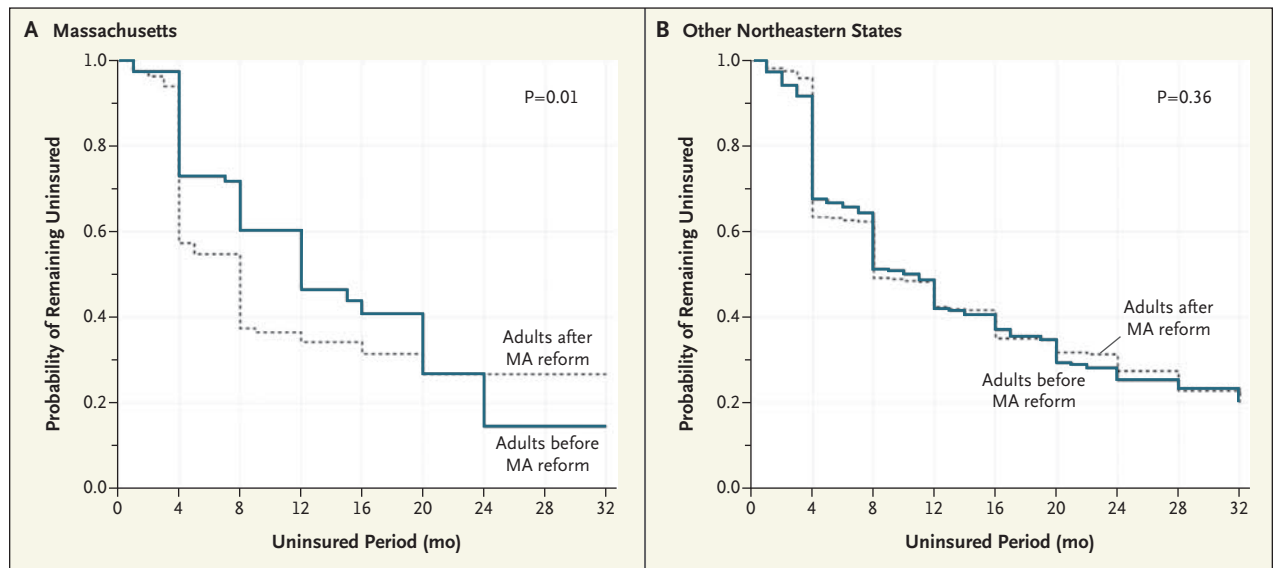 A Massachusetts
Probability of Remaining Uninsured
1.0
0.8
0.6
0.4
0.2
0.0
P=0.01
Adults after
MA reform
Adults before
MA reform
0 4 8 12 16 20 24 28 32
Uninsured Period (mo)
B Other Northeastern States
Probability of Remaining Uninsured
1.0
0.8
0.6
0.4
0.2
0.0
P=0.36
Adults after
MA reform
Adults before
MA reform
0 4 8 12 16 20 24 28 32
Uninsured Period (mo)